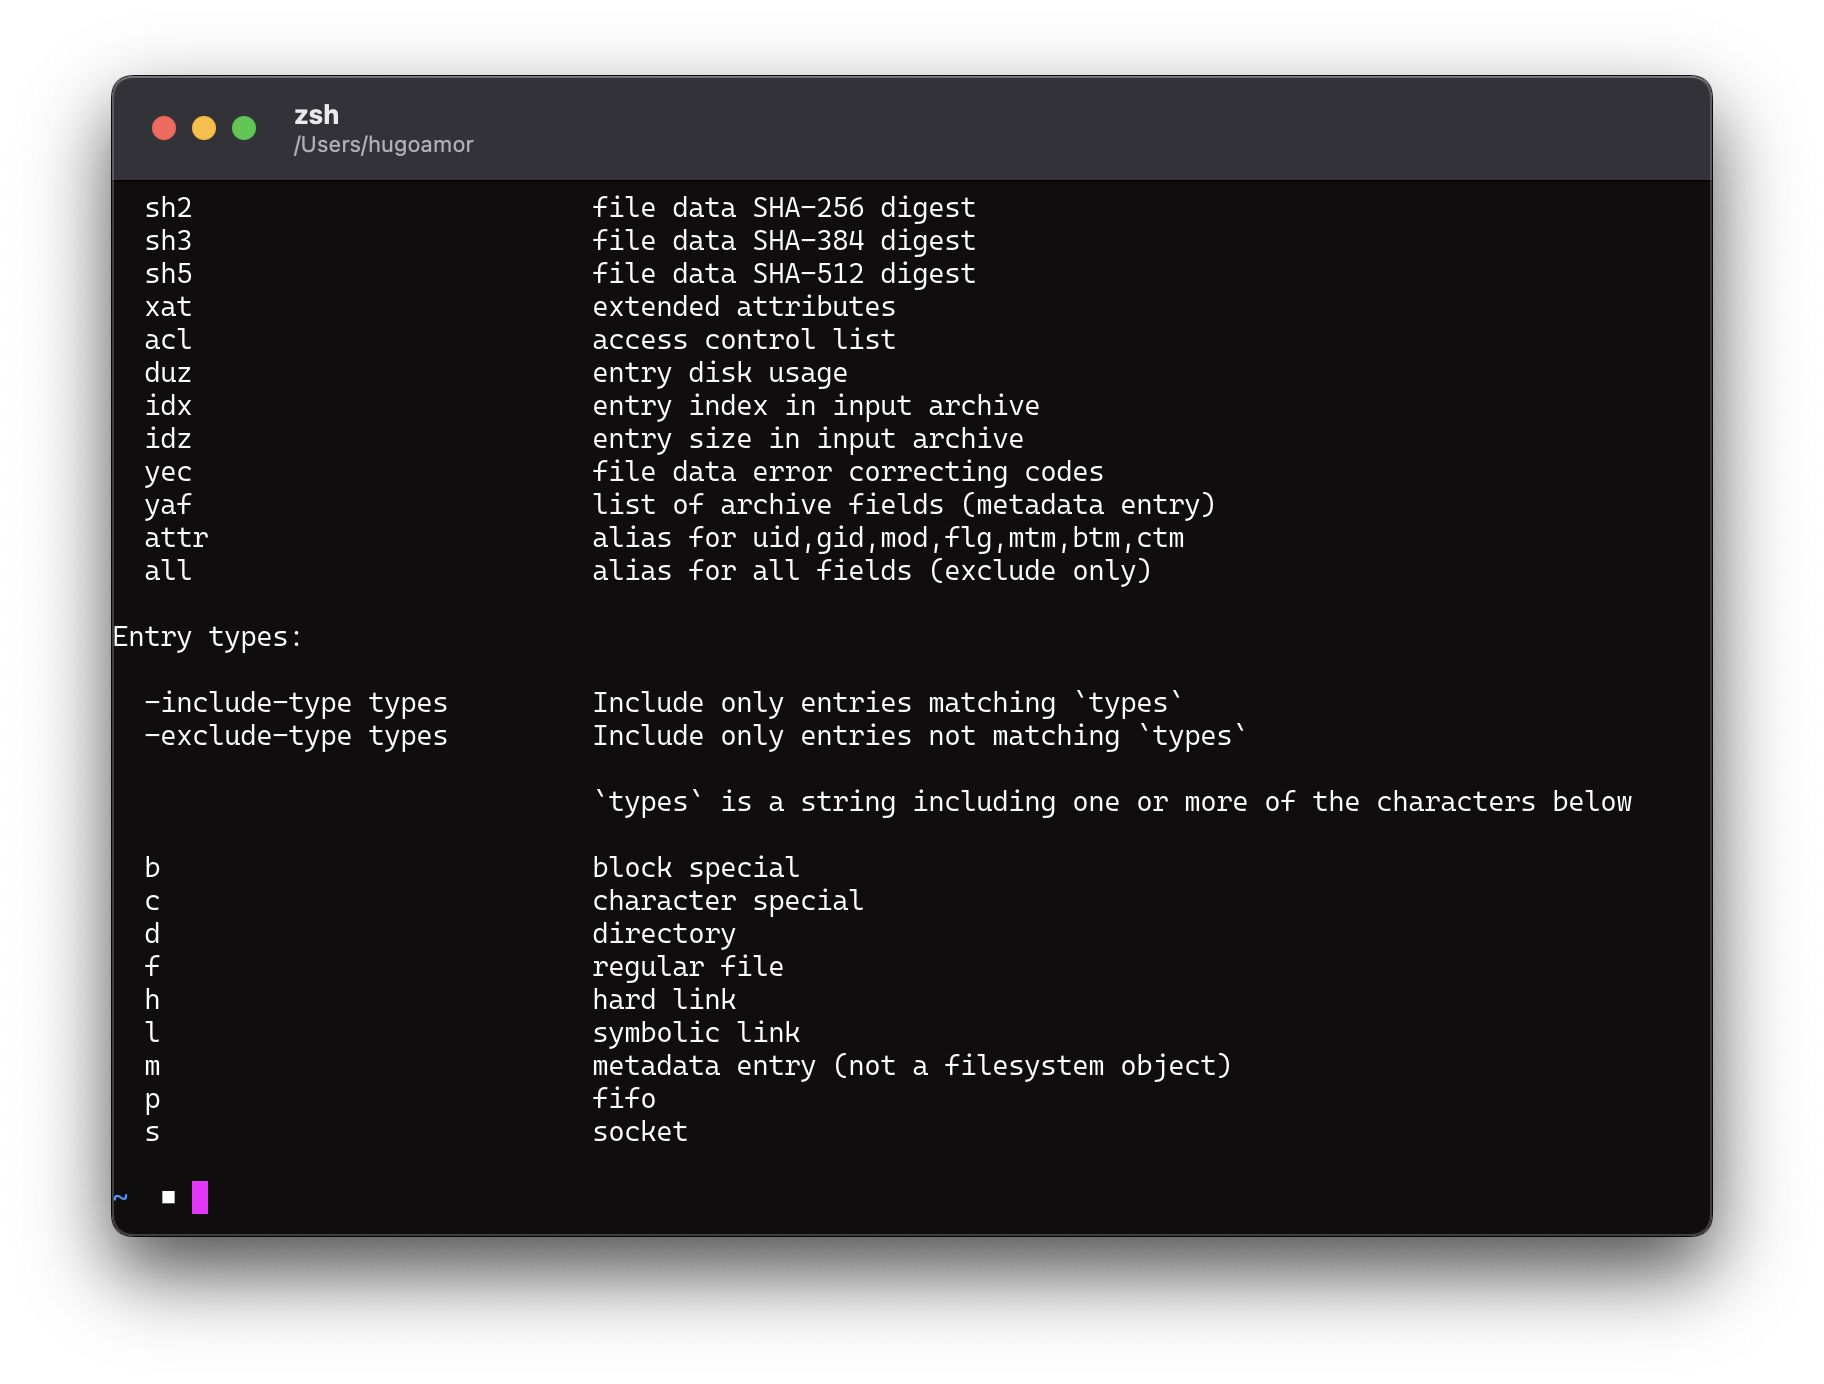 zsh
/Users/hugoamor
sh2 file data SHA-256 digest
sh3 file data SHA-384 digest
sh5 file data SHA-512 digest
xat extended attributes
acl access control list
duz entry disk usage
idx entry index in input archive
idz entry size in input archive
yec file data error correcting codes
yaf list of archive fields (metadata entry)
attr alias for uid,gid,mod,flg,mtm,btm,ctm
all alias for all fields (exclude only)
Entry types:
-include-type types Include only entries matching `types`
-exclude-type types Include only entries not matching `types`
`types` is a string including one or more of the characters below
b block special
c character special
d directory
f regular file
h hard link
l symbolic link
m metadata entry (not a filesystem object)
p fifo
s socket
~ ■